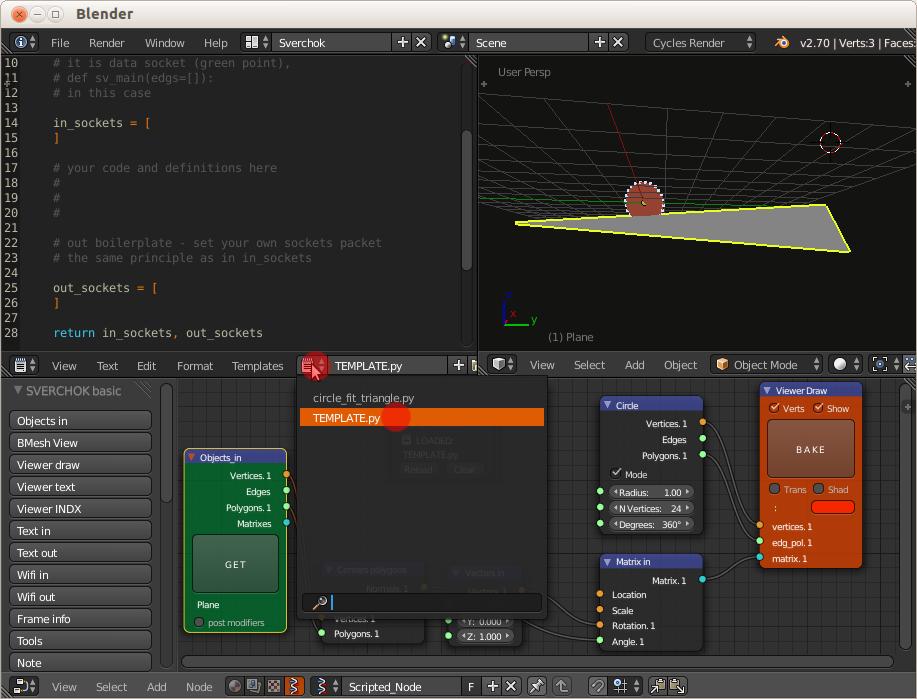 Blender
File Render Window Help Sverchok Scene Cycles Render v2.70 | Verts:3 | Faces:
10 # it is data socket (green point),
11 # def sv_main(edgs=[]):
12 # in this case
13
14 in_sockets = [
15 ]
16
17 # your code and definitions here
18 #
19 #
20 #
21
22 # out boilerplate - set your own sockets packet
23 # the same principle as in in_sockets
24
25 out_sockets = [
26 ]
27
28 return in_sockets, out_sockets
User Persp
z
x
y
(1) Plane
View Text Edit Format Templates TEMPLATE.py
View Select Add Object Object Mode
SVERCHOK basic
Objects in
BMesh View
Viewer draw
Viewer text
Viewer INDX
Text in
Text out
Wifi in
Wifi out
Frame info
Tools
Note
Objects_in
Vertices. 1
Edges
Polygons. 1
Matrixes
GET
Plane
post modifiers
circle_fit_triangle.py
TEMPLATE.py
LOADED:
TEMPLATE.py
Reload Clear
Centers polygons
Normals. 1
Vertices. 1
Polygons. 1
Vectors in
Y: 0.000
Z: 1.000
Circle
Vertices. 1
Edges
Polygons. 1
Mode
Radius: 1.00
N Vertices: 24
Degrees: 360°
Matrix in
Matrix. 1
Location
Scale
Rotation. 1
Angle. 1
Viewer Draw
Verts Show
BAKE
Trans Shad
:
vertices. 1
edg_pol. 1
matrix. 1
View Select Add Node Scripted_Node F